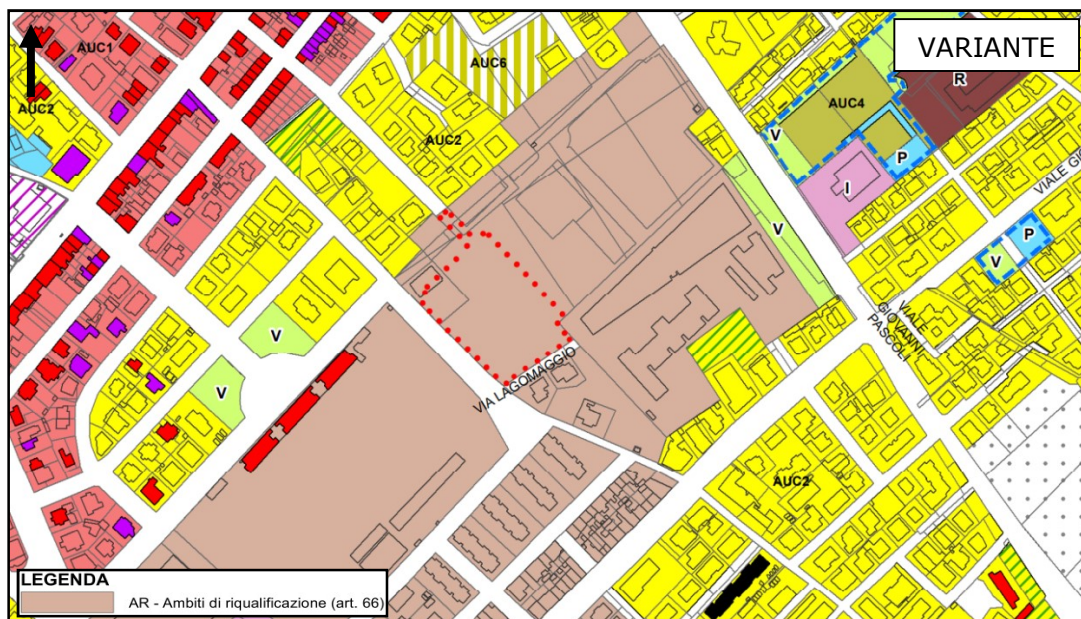 VARIANTE
AUC1
AUC6
R
AUC2
AUC4
V
AUC2
P
I
VIALE
V
P
V
V
VIALE
GIOVANNI
PASCOLI
VIA LAGOMAGGIO
V
AUC2
LEGENDA
AR - Ambiti di riqualificazione (art. 66)